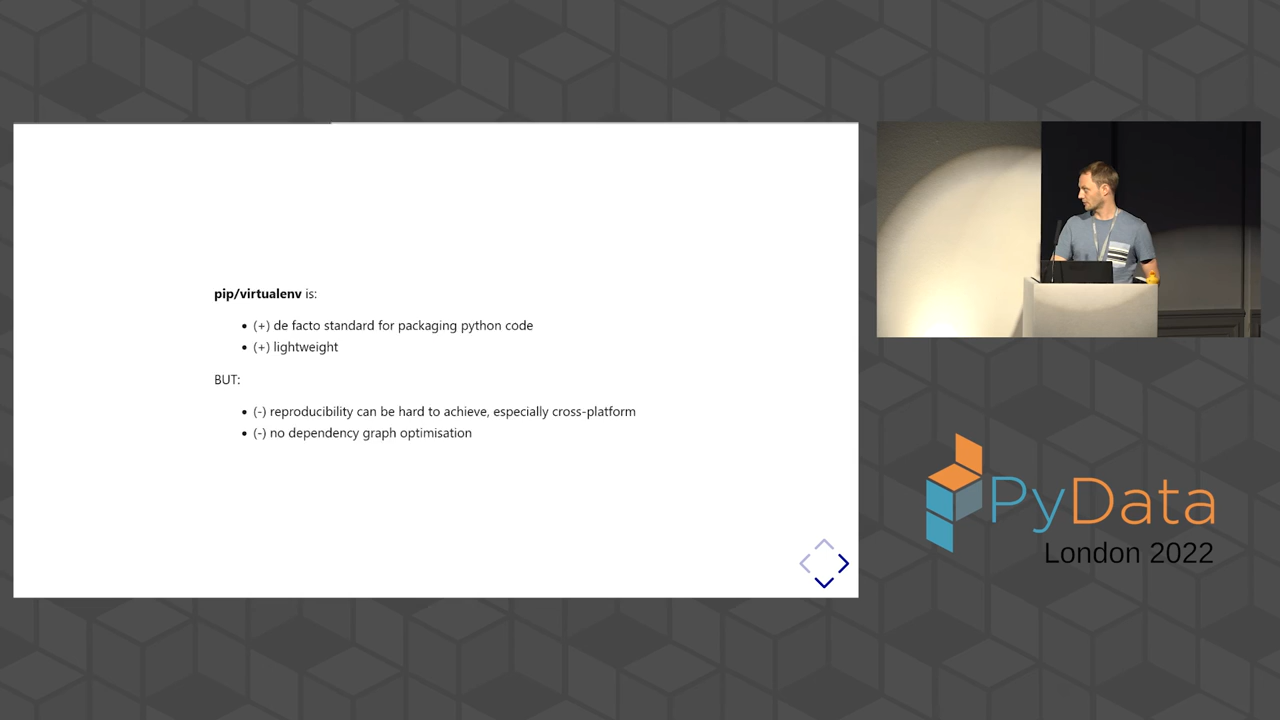 pip/virtualenv is:
• (+) de facto standard for packaging python code
• (+) lightweight
BUT:
• (-) reproducibility can be hard to achieve, especially cross-platform
• (-) no dependency graph optimisation
PyData
London 2022